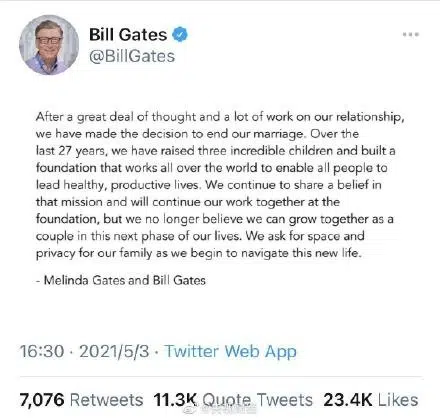 Bill Gates
@BillGates
After a great deal of thought and a lot of work on our relationship,
we have made the decision to end our marriage. Over the
last 27 years, we have raised three incredible children and built a
foundation that works all over the world to enable all people to
lead healthy, productive lives. We continue to share a belief in
that mission and will continue our work together at the
foundation, but we no longer believe we can grow together as a
couple in this next phase of our lives. We ask for space and
privacy for our family as we begin to navigate this new life.
- Melinda Gates and Bill Gates
16:30 · 2021/5/3 · Twitter Web App
7,076 Retweets 11.3K Quote Tweets 23.4K Likes